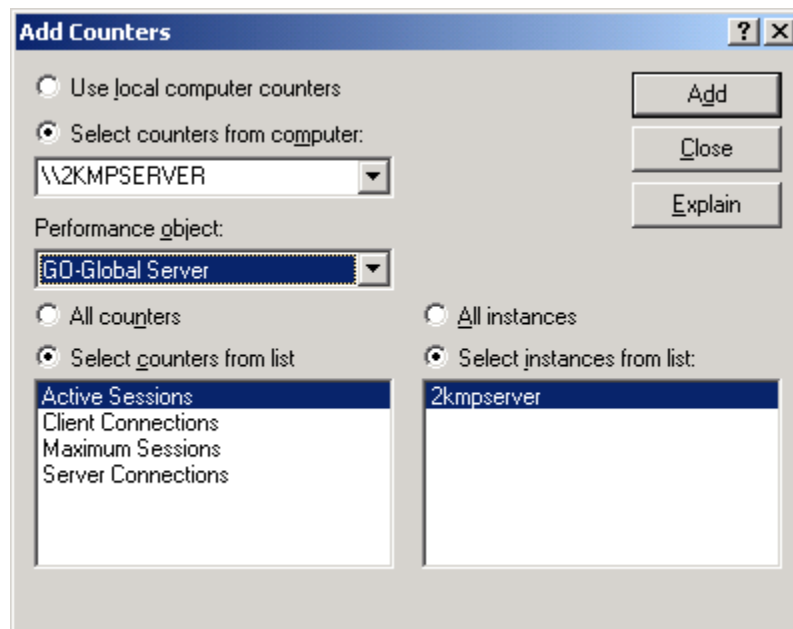 Add Counters
Use local computer counters
Select counters from computer:
\\2KMPSERVER
Performance object:
GO-Global Server
All counters
Select counters from list
Active Sessions
Client Connections
Maximum Sessions
Server Connections
Add
Close
Explain
All instances
Select instances from list:
2kmpserver